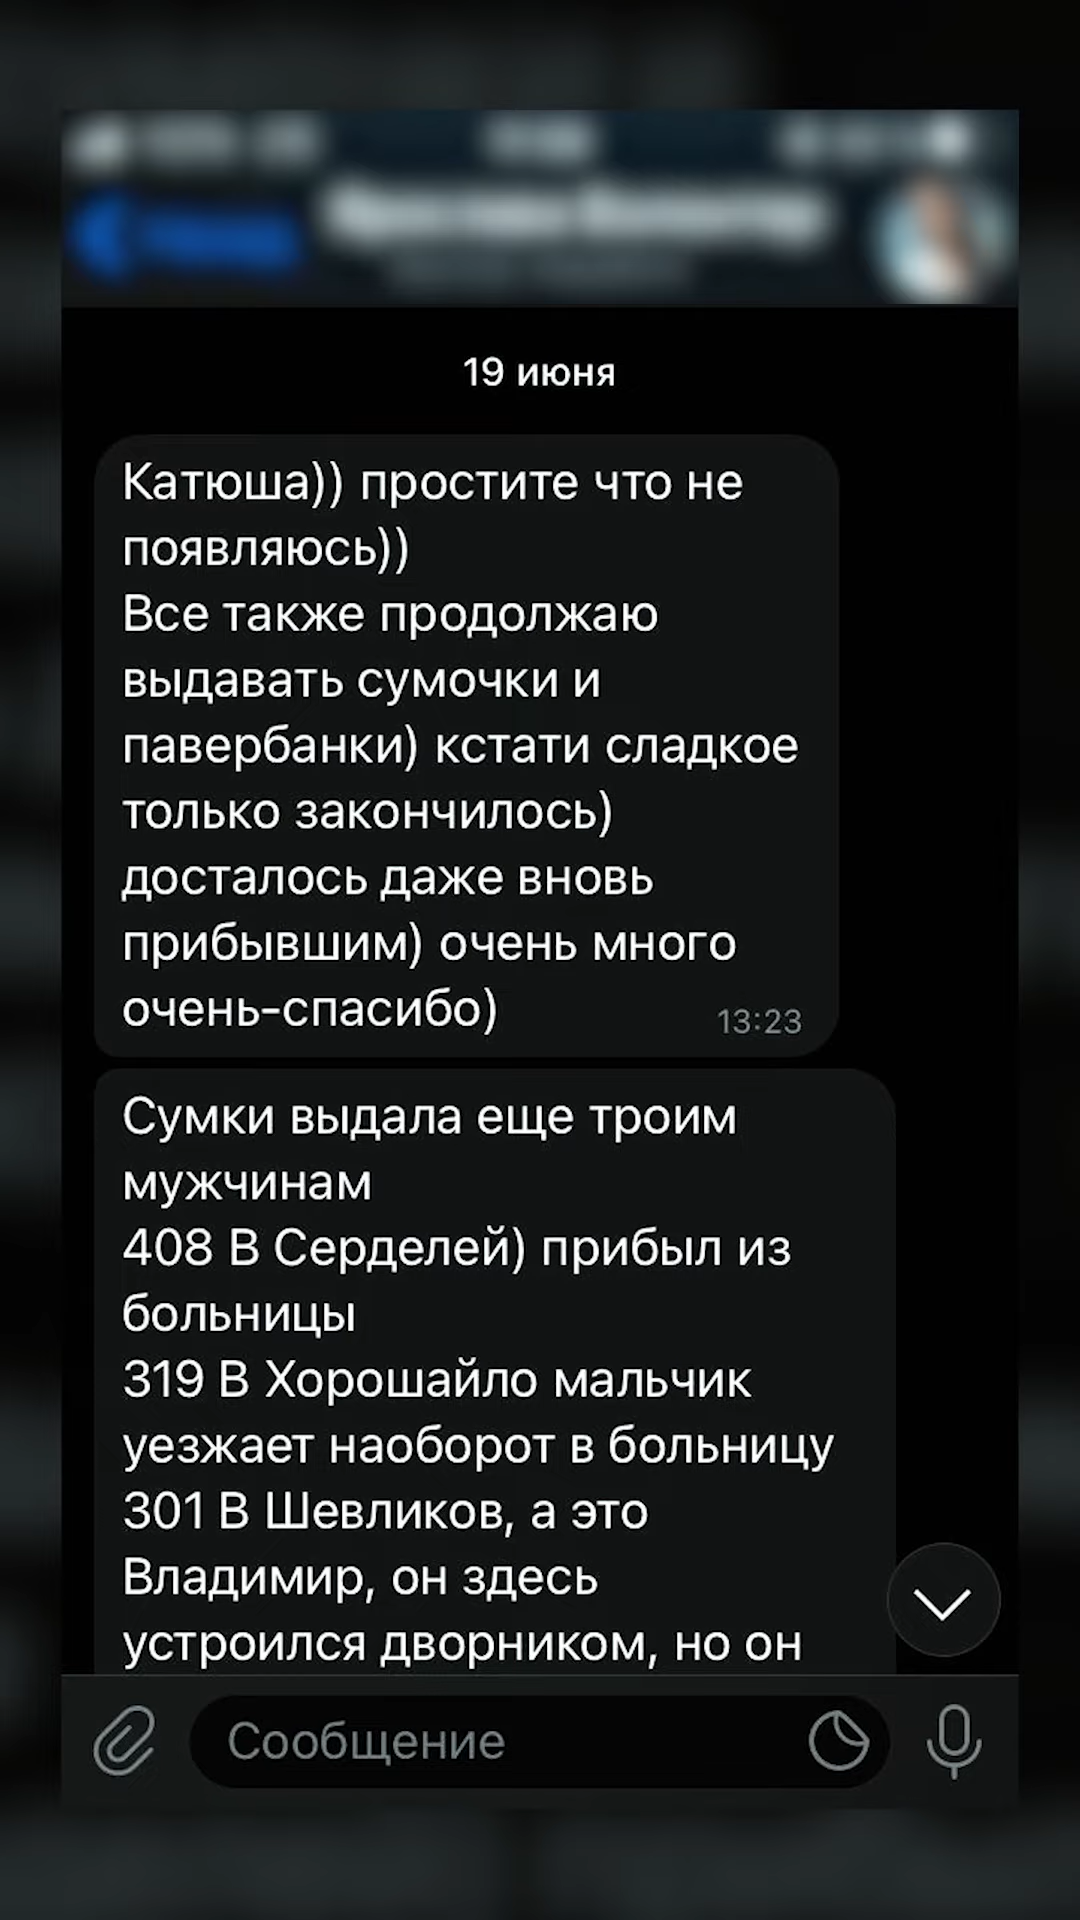 19 июня
Катюша)) простите что не
появляюсь))
Все также продолжаю
выдавать сумочки и
павербанки) кстати сладкое
только закончилось)
досталось даже вновь
прибывшим) очень много
очень-спасибо)
13:23
Сумки выдала еще троим
мужчинам
408 В Серделей) прибыл из
больницы
319 В Хорошайло мальчик
уезжает наоборот в больницу
301 В Шевликов, а это
Владимир, он здесь
устроился дворником, но он
Сообщение